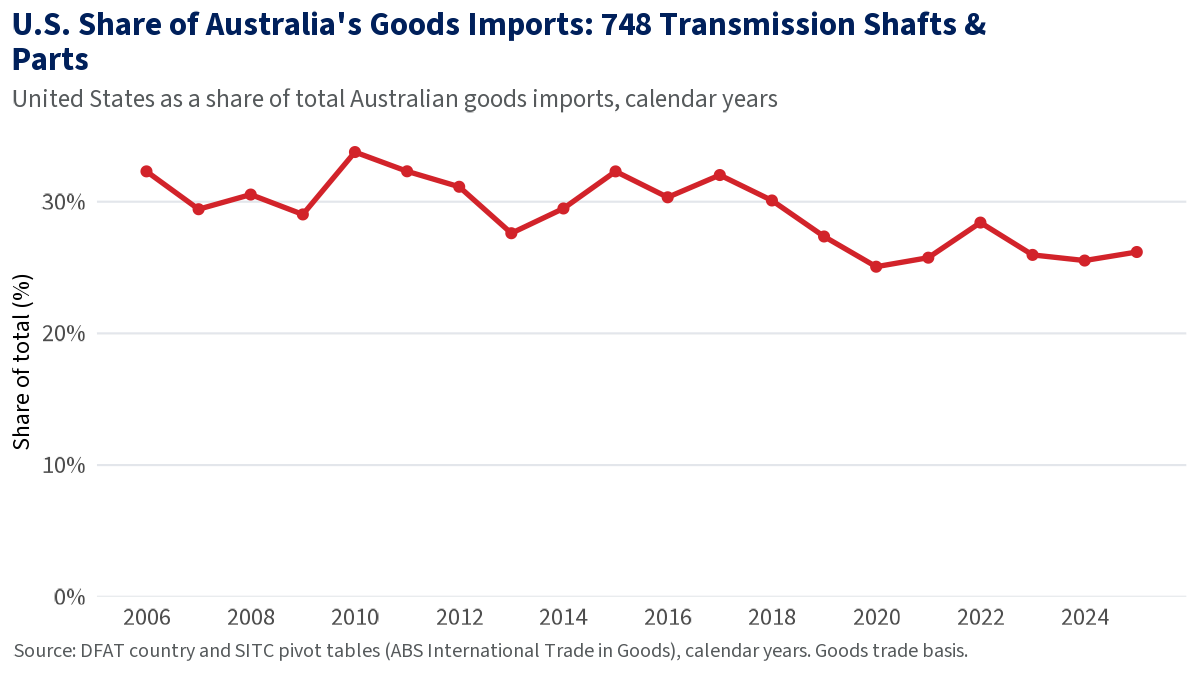 U.S. Share of Australia's Goods Imports: 748 Transmission Shafts &
Parts
United States as a share of total Australian goods imports, calendar years
Share of total (%)
30%
20%
10%
0%
2006 2008 2010 2012 2014 2016 2018 2020 2022 2024
Source: DFAT country and SITC pivot tables (ABS International Trade in Goods), calendar years. Goods trade basis.